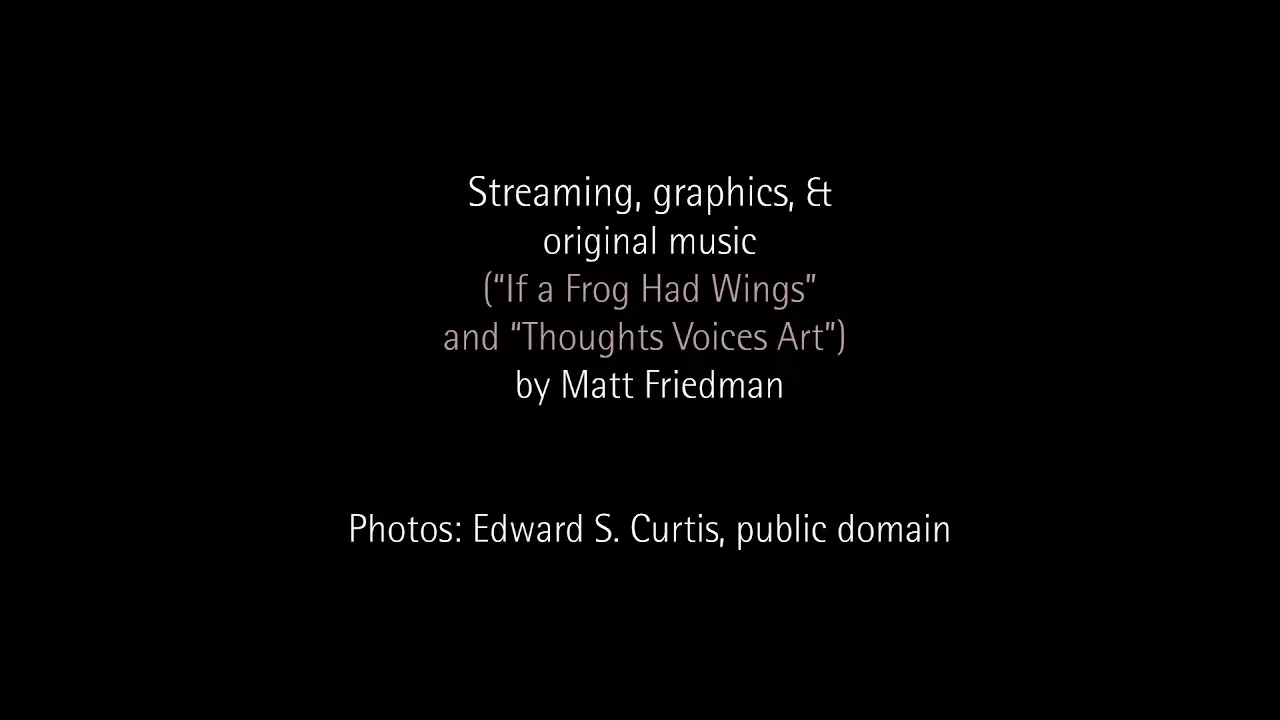 Streaming, graphics, &
original music
(“If a Frog Had Wings”
and “Thoughts Voices Art”)
by Matt Friedman
Photos: Edward S. Curtis, public domain